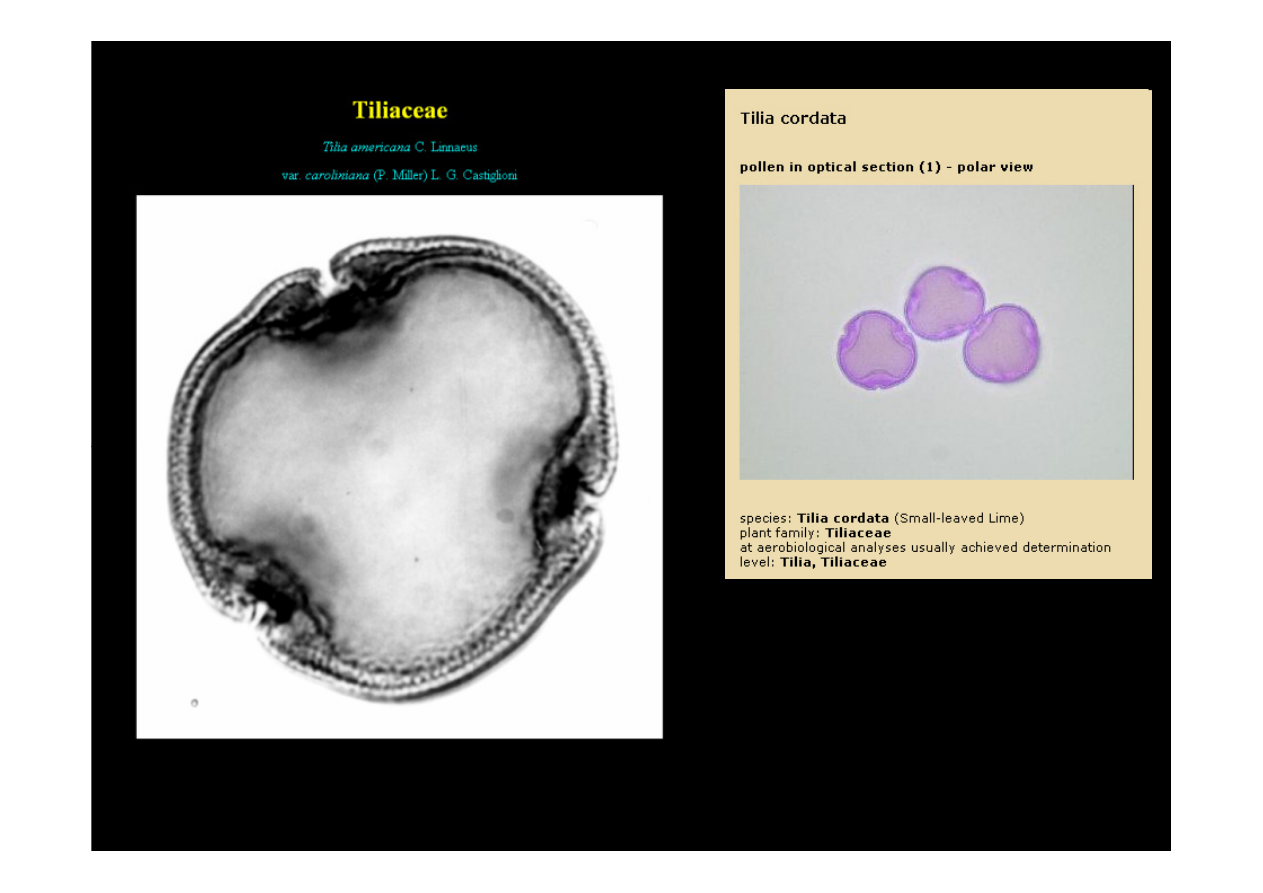 Tiliaceae
Tilia americana C. Linnaeus
var. caroliniana (P. Miller) L. G. Castiglioni
Tilia cordata
pollen in optical section (1) - polar view
species: Tilia cordata (Small-leaved Lime)
plant family: Tiliaceae
at aerobiological analyses usually achieved determination
level: Tilia, Tiliaceae